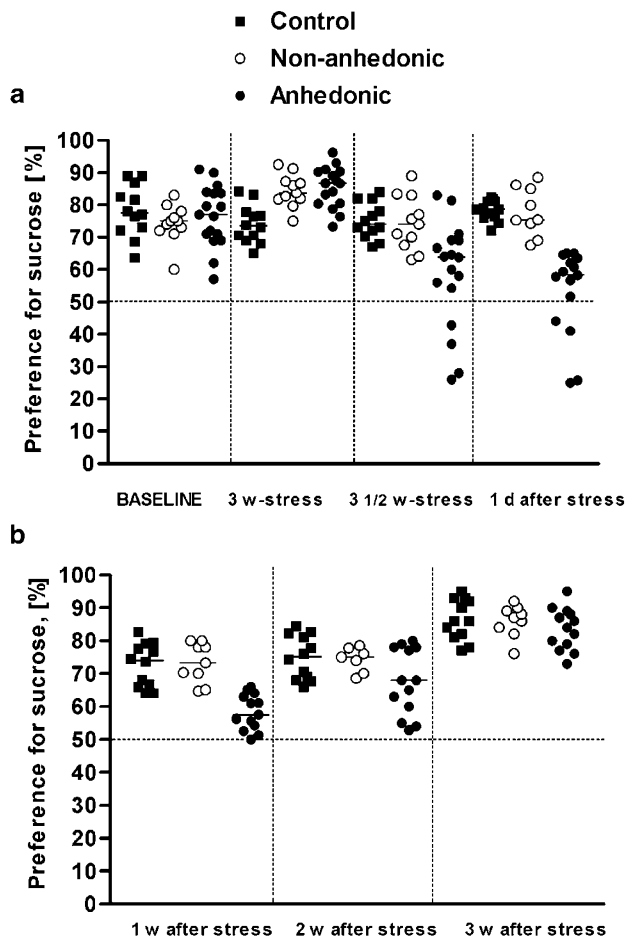 Control
Non-anhedonic
Anhedonic
a
Preference for sucrose [%]
100
90
80
70
60
50
40
30
20
10
0
BASELINE 3 w-stress 3 1/2 w-stress 1 d after stress
b
Preference for sucrose, [%]
100
90
80
70
60
50
40
30
20
10
0
1 w after stress 2 w after stress 3 w after stress